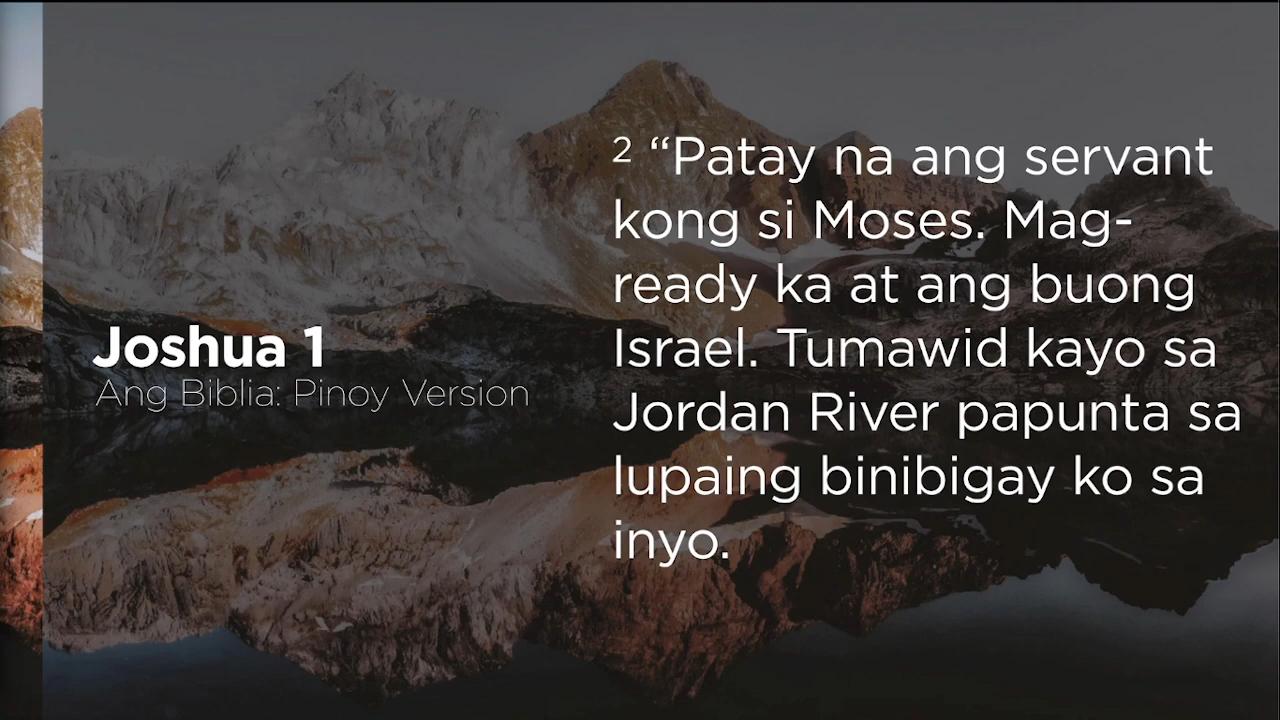 Joshua 1
Ang Biblia: Pinoy Version
2 “Patay na ang servant
kong si Moses. Mag-
ready ka at ang buong
Israel. Tumawid kayo sa
Jordan River papunta sa
lupaing binibigay ko sa
inyo.